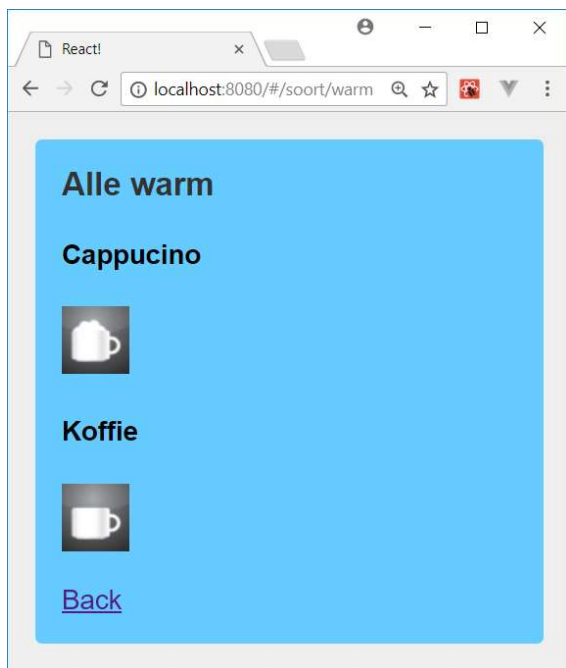 React!
localhost:8080/#/soort/warm
Alle warm
Cappucino
Koffie
Back